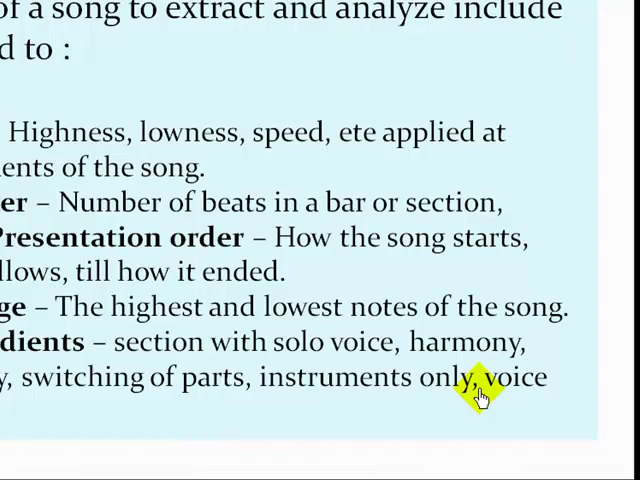 of a song to extract and analyze include
d to :
Highness, lowness, speed, ete applied at
ents of the song.
er – Number of beats in a bar or section,
Presentation order – How the song starts,
llows, till how it ended.
ge – The highest and lowest notes of the song.
dients – section with solo voice, harmony,
y, switching of parts, instruments only, voice